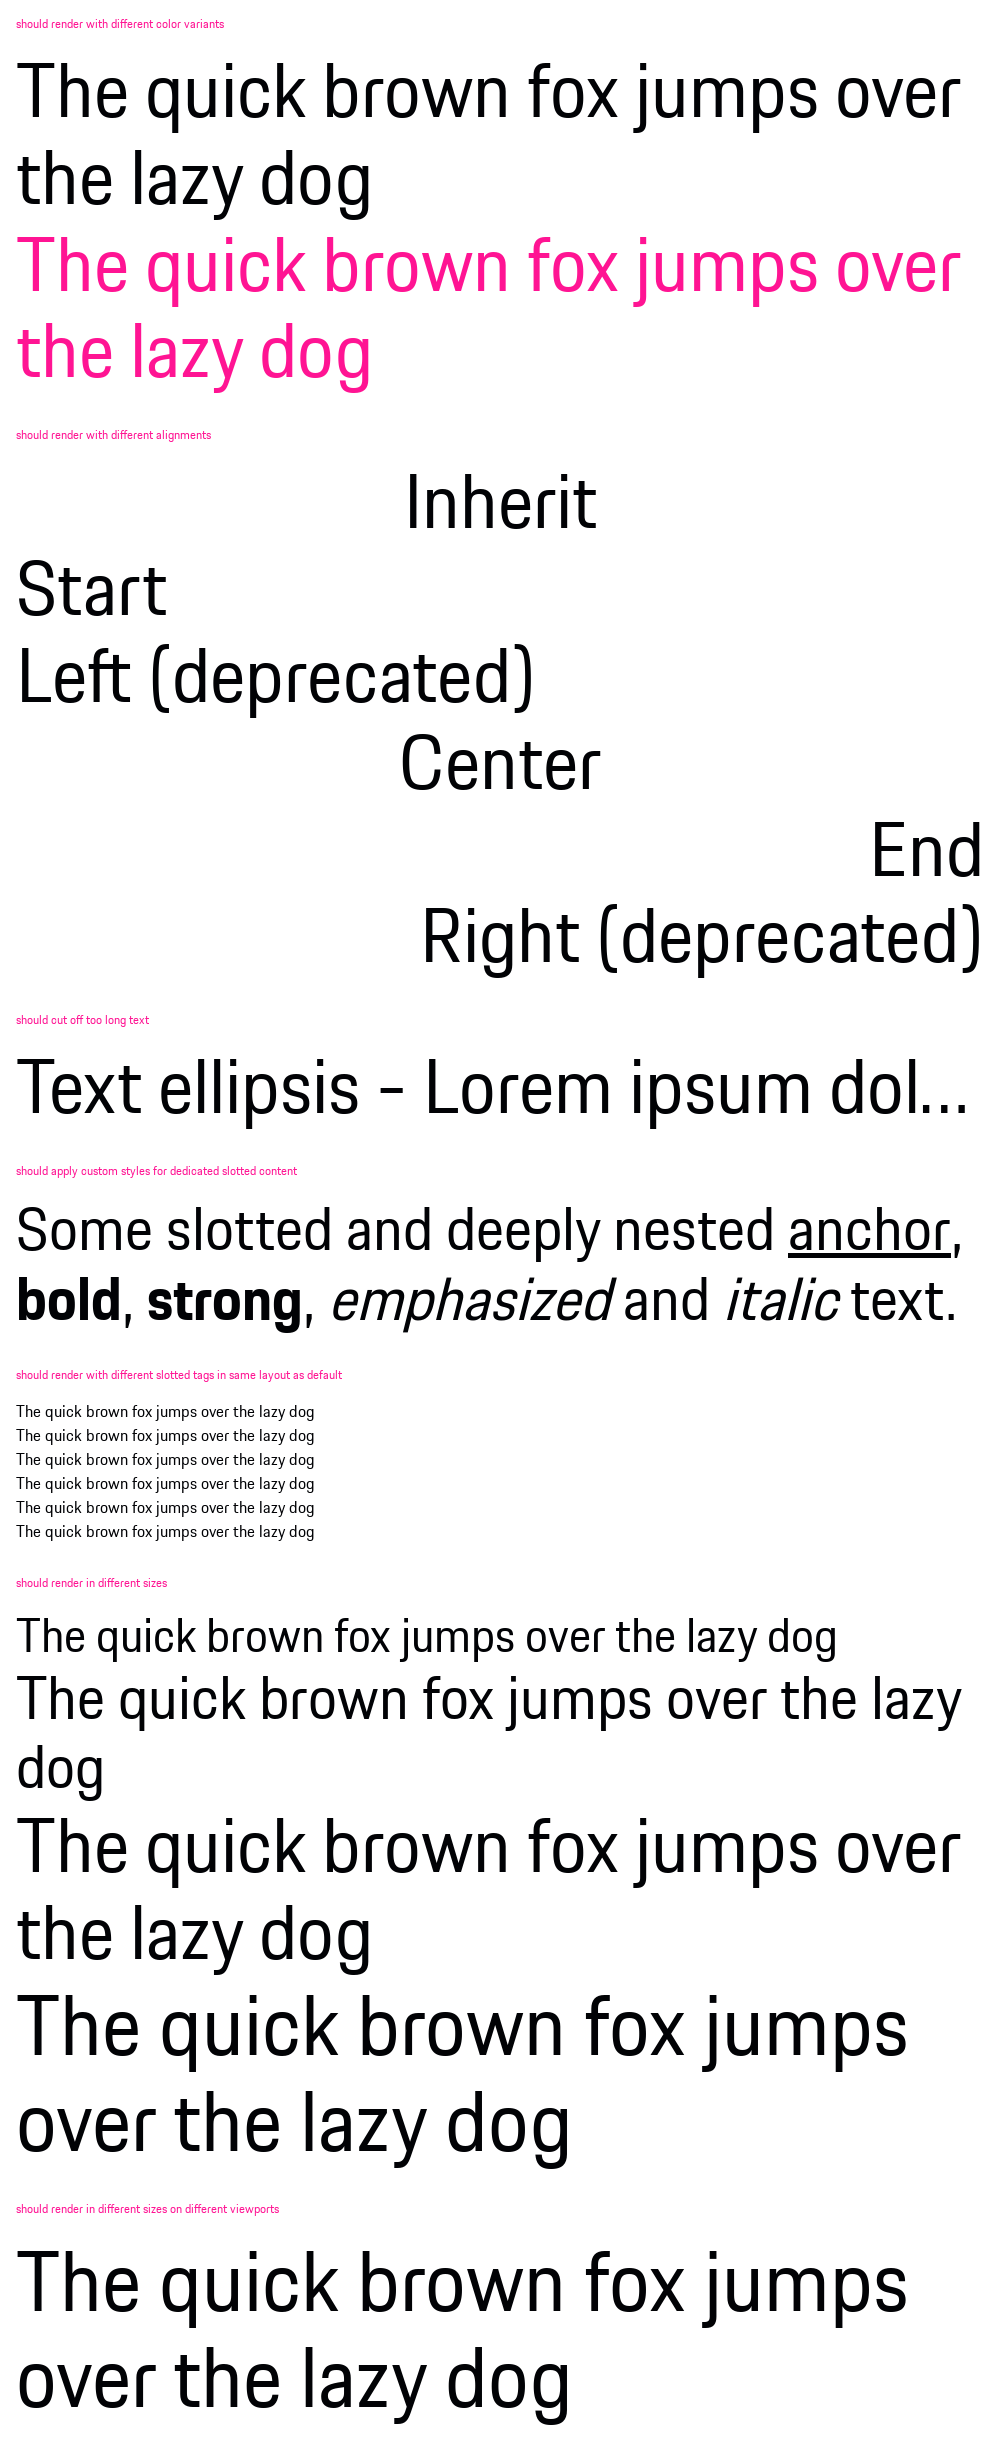 should render with different color variants
The quick brown fox jumps over
the lazy dog
The quick brown fox jumps over
the lazy dog
should render with different alignments
Inherit
Start
Left (deprecated)
Center
End
Right (deprecated)
should cut off too long text
Text ellipsis - Lorem ipsum dol…
should apply custom styles for dedicated slotted content
Some slotted and deeply nested anchor,
bold, strong, emphasized and italic text.
should render with different slotted tags in same layout as default
The quick brown fox jumps over the lazy dog
The quick brown fox jumps over the lazy dog
The quick brown fox jumps over the lazy dog
The quick brown fox jumps over the lazy dog
The quick brown fox jumps over the lazy dog
The quick brown fox jumps over the lazy dog
should render in different sizes
The quick brown fox jumps over the lazy dog
The quick brown fox jumps over the lazy
dog
The quick brown fox jumps over
the lazy dog
The quick brown fox jumps
over the lazy dog
should render in different sizes on different viewports
The quick brown fox jumps
over the lazy dog